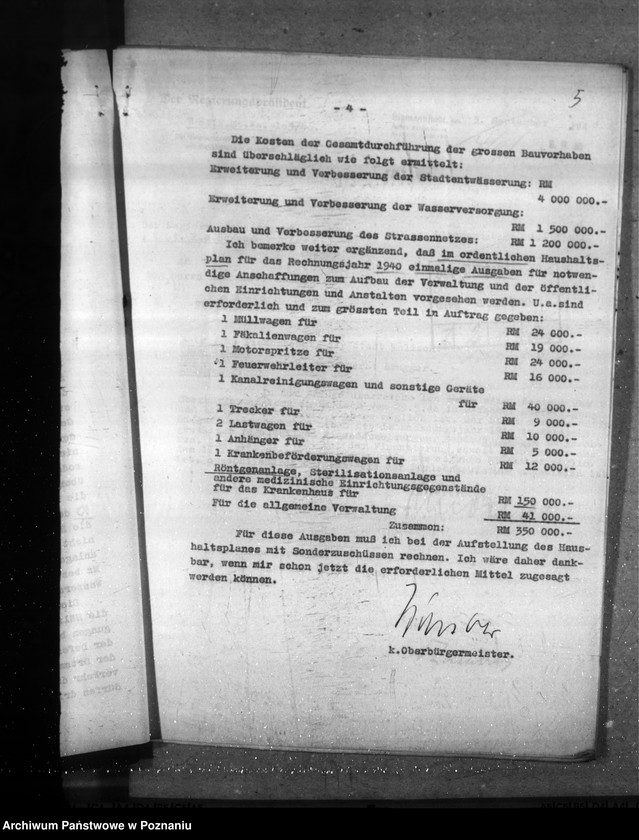 5
- 4 -
Die Kosten der Gesamtdurchführung der grossen Bauvorhaben
sind überschläglich wie folgt ermittelt:
Erweiterung und Verbesserung der Stadtentwässerung: RM
4 000 000.-
Erweiterung und Verbesserung der Wasserversorgung:
RM 1 500 000.-
Ausbau und Verbesserung des Strassennetzes: RM 1 200 000.-
Ich bemerke weiter ergänzend, daß im ordentlichen Haushalts-
plan für das Rechnungsjahr 1940 einmalige Ausgaben für notwen-
dige Anschaffungen zum Aufbau der Verwaltung und der öffentli-
chen Einrichtungen und Anstalten vorgesehen werden. U.a.sind
erforderlich und zum grössten Teil in Auftrag gegeben:
1 Müllwagen für RM 24 000.-
1 Fäkalienwagen für RM 19 000.-
1 Motorspritze für RM 24 000.-
1 Feuerwehrleiter für RM 16 000.-
1 Kanalreinigungswagen und sonstige Geräte
für RM 40 000.-
1 Trecker für RM 9 000.-
2 Lastwagen für RM 10 000.-
1 Anhänger für RM 5 000.-
1 Krankenbeförderungswagen für RM 12 000.-
Röntgenanlage, Sterilisationsanlage und
andere medizinische Einrichtungsgegenstände
für das Krankenhaus für RM 150 000.-
Für die allgemeine Verwaltung RM 41 000.-
Zusammen: RM 350 000.-
Für diese Ausgaben muß ich bei der Aufstellung des Haus-
haltsplanes mit Sonderzuschüssen rechnen. Ich wäre daher dank-
bar, wenn mir schon jetzt die erforderlichen Mittel zugesagt
werden können.
k.Oberbürgermeister.
Archiwum Państwowe w Poznaniu